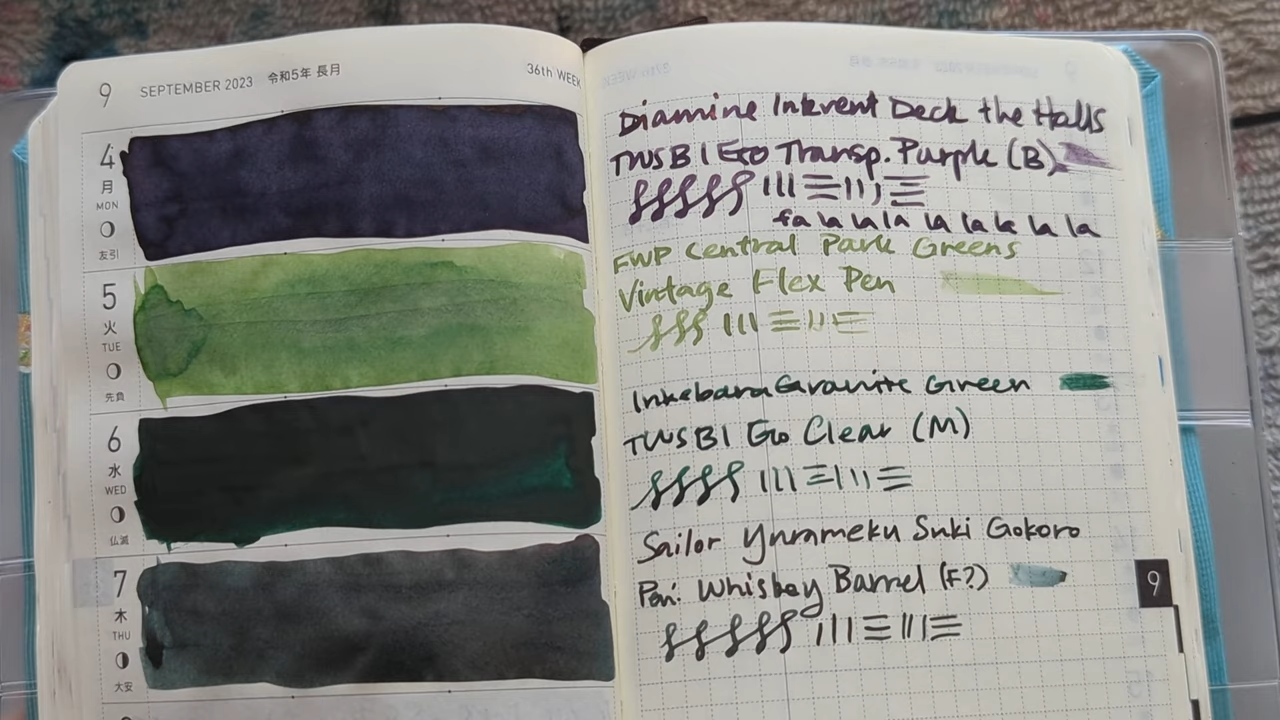 9 SEPTEMBER 2023 令和5年 長月 36th WEEK
4
月
MON
友引
5
火
TUE
先負
6
水
WED
仏滅
7
木
THU
大安
Diamine Inkvent Deck the Halls
TWSBI Go Transp. Purple (B)
fa la la la la la la la la
FWP Central Park Greens
Vintage Flex Pen
Inkebara Granite Green
TWSBI Go Clear (M)
Sailor Yurameku Suki Gokoro
Pen: Whiskey Barrel (F?)
9